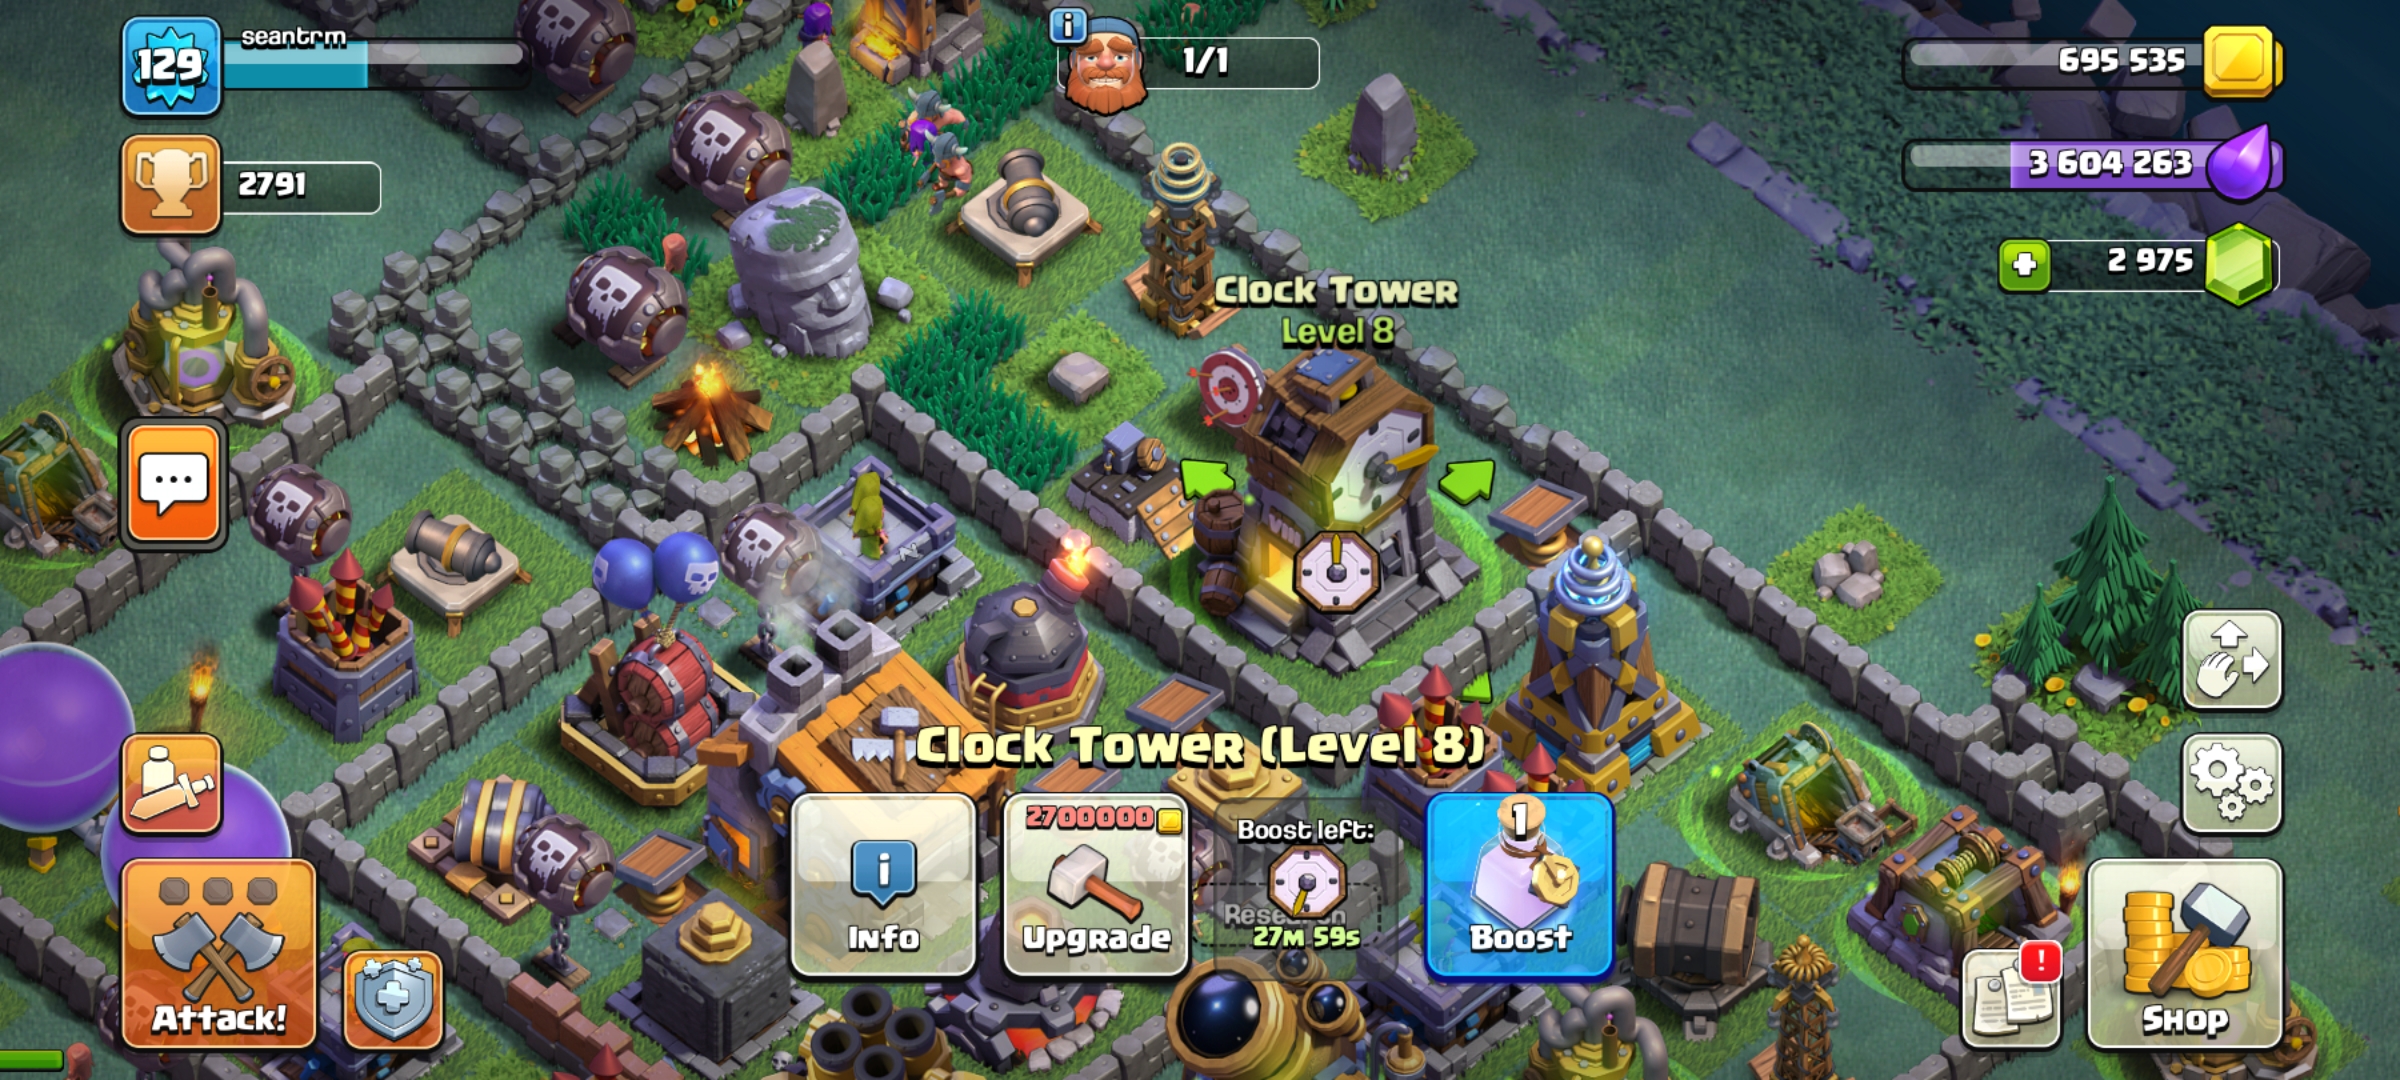 129
seantrm
1/1
695 535
2791
3 604 263
2 975
Clock Tower
Level 8
Clock Tower (Level 8)
Info
2700000
Upgrade
Boost left:
Research
27M 59s
1
Boost
Attack!
Shop